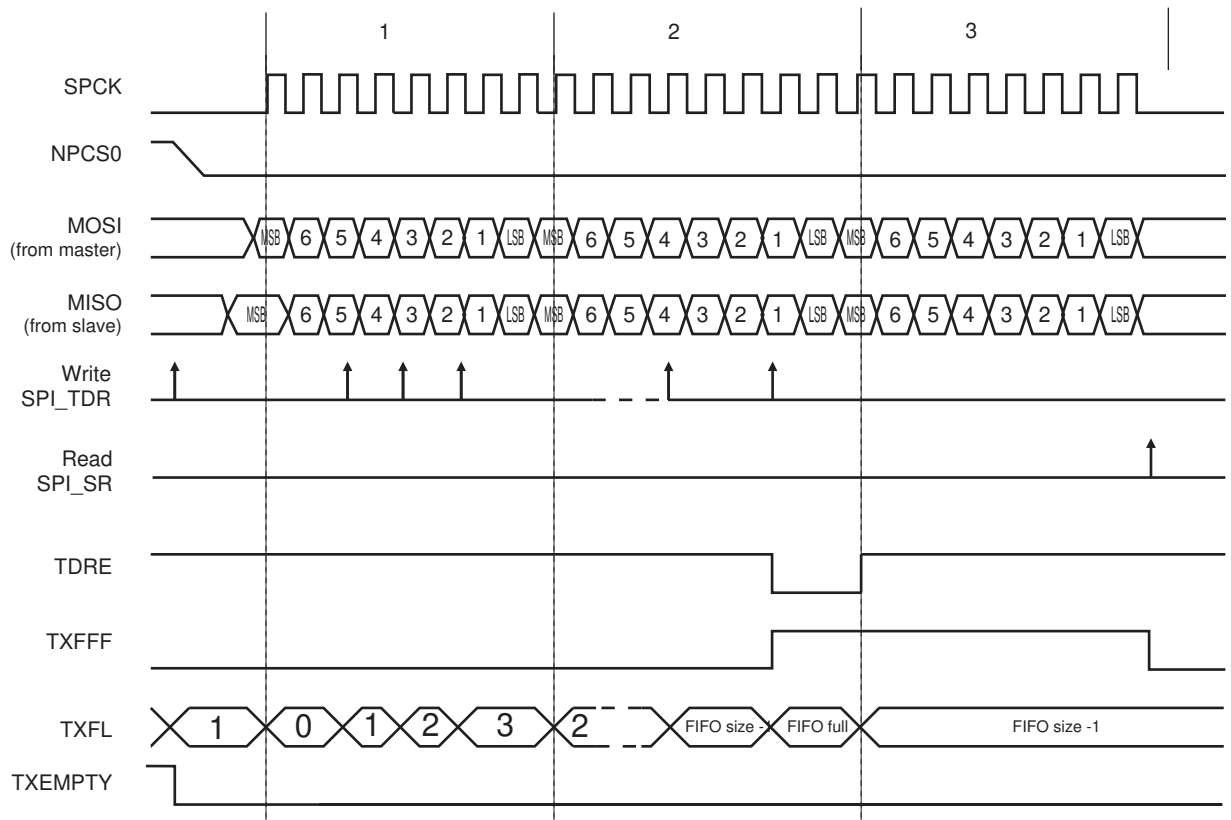 1 2 3
SPCK
NPCS0
MOSI
(from master)
MSB 6 5 4 3 2 1 LSB MSB 6 5 4 3 2 1 LSB MSB 6 5 4 3 2 1 LSB
MISO
(from slave)
MSB 6 5 4 3 2 1 LSB MSB 6 5 4 3 2 1 LSB MSB 6 5 4 3 2 1 LSB
Write
SPI_TDR
Read
SPI_SR
TDRE
TXFFF
TXFL
1 0 1 2 3 2 FIFO size -1 FIFO full FIFO size -1
TXEMPTY